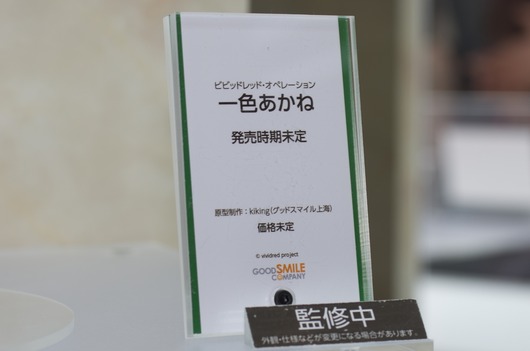 ビビッドレッド・オペレーション
一色あかね
発売時期未定
原型制作：kiking(グッドスマイル上海)
価格未定
© vividred project
GOOD SMILE
COMPANY
監修中
外観・仕様などが変更になる場合があります。